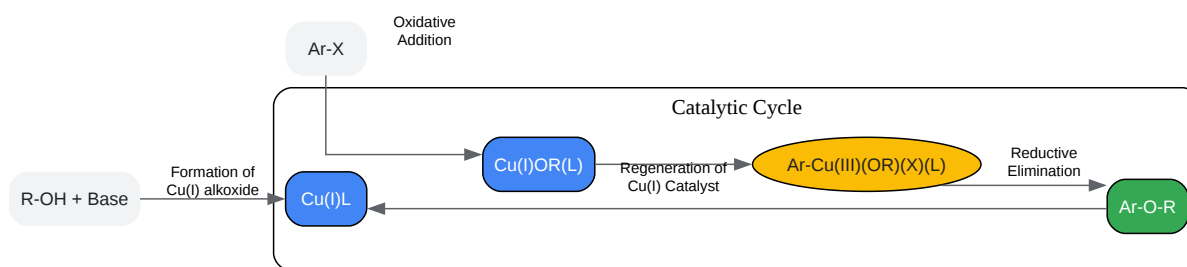 Oxidative
Addition
Ar-X
Catalytic Cycle
Formation of
Cu(I) alkoxide
R-OH + Base
Cu(I)L
Cu(I)OR(L)
Regeneration of
Cu(I) Catalyst
Ar-Cu(III)(OR)(X)(L)
Reductive
Elimination
Ar-O-R